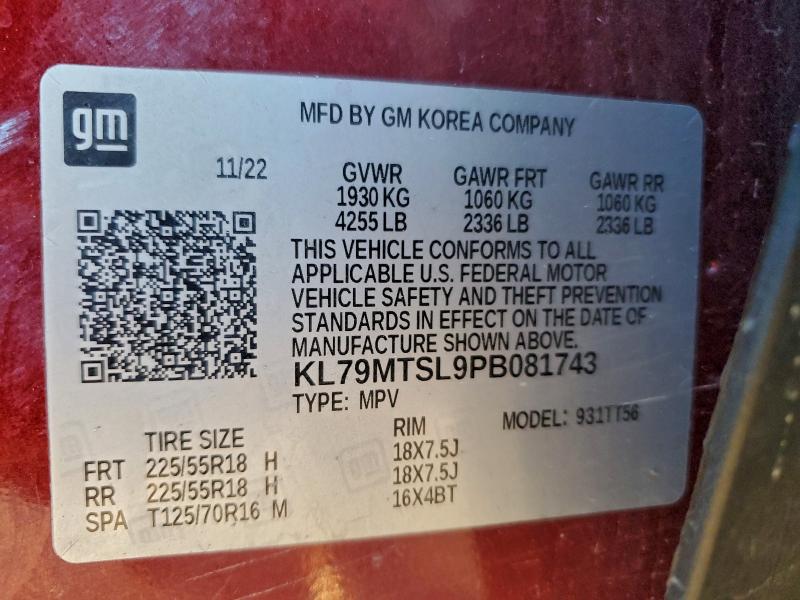 gm
MFD BY GM KOREA COMPANY
11/22
GVWR GAWR FRT GAWR RR
1930 KG 1060 KG 1060 KG
4255 LB 2336 LB 2336 LB
THIS VEHICLE CONFORMS TO ALL
APPLICABLE U.S. FEDERAL MOTOR
VEHICLE SAFETY AND THEFT PREVENTION
STANDARDS IN EFFECT ON THE DATE OF
MANUFACTURE SHOWN ABOVE.
KL79MTSL9PB081743
TYPE: MPV MODEL: 931TT56
TIRE SIZE RIM
FRT 225/55R18 H 18X7.5J
RR 225/55R18 H 18X7.5J
SPA T125/70R16 M 16X4BT